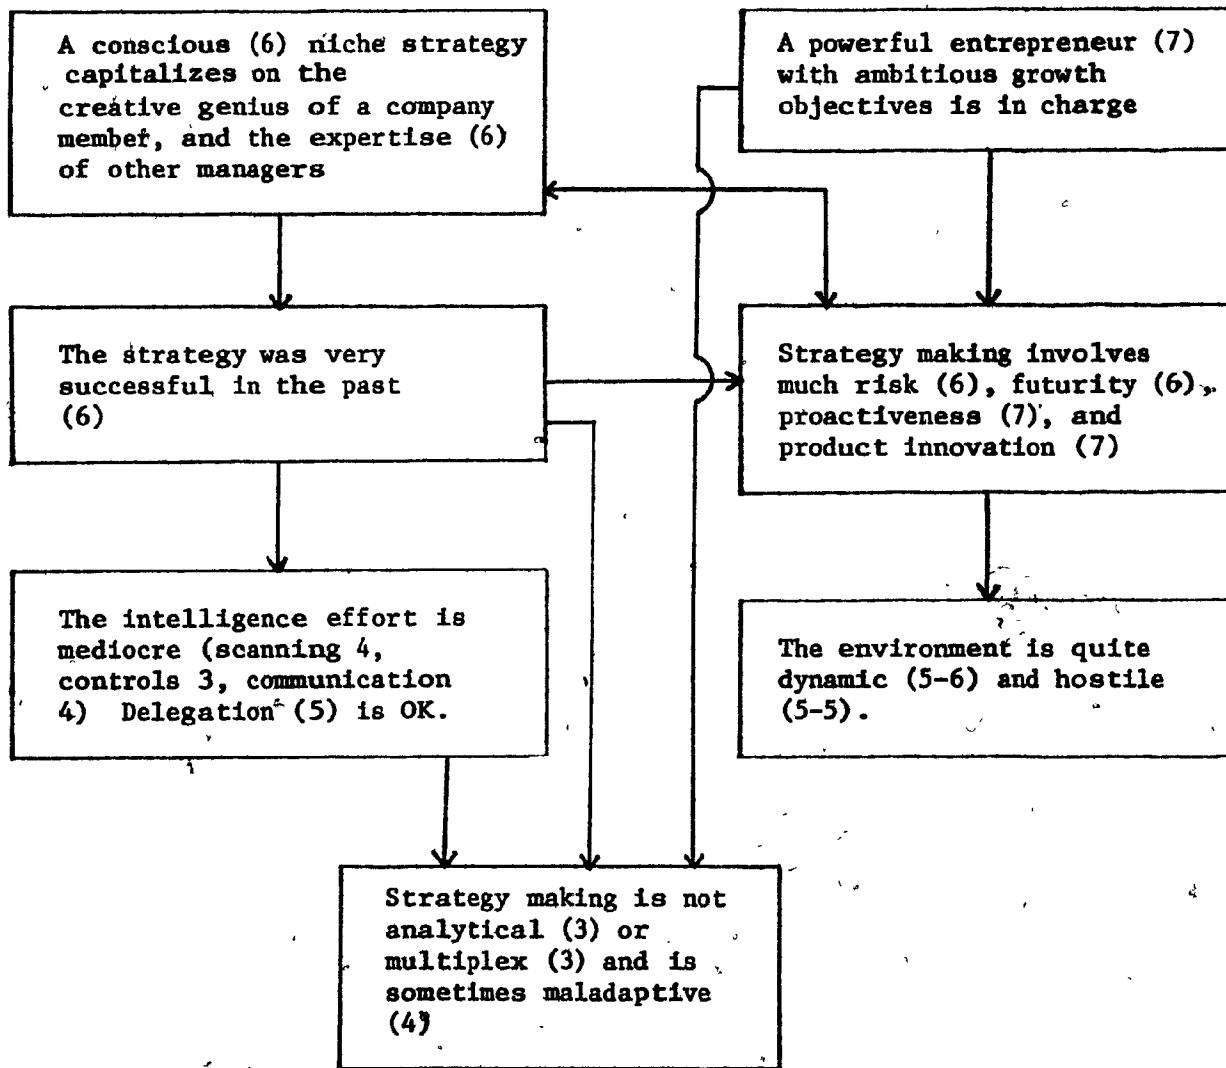 A conscious (6) niche strategy
capitalizes on the
creative genius of a company
member, and the expertise (6)
of other managers
A powerful entrepreneur (7)
with ambitious growth
objectives is in charge
The strategy was very
successful in the past
(6)
Strategy making involves
much risk (6), futurity (6),
proactiveness (7), and
product innovation (7)
The intelligence effort is
mediocre (scanning 4,
controls 3, communication
4) Delegation (5) is OK.
The environment is quite
dynamic (5-6) and hostile
(5-5).
Strategy making is not
analytical (3) or
multiplex (3) and is
sometimes maladaptive
(4)